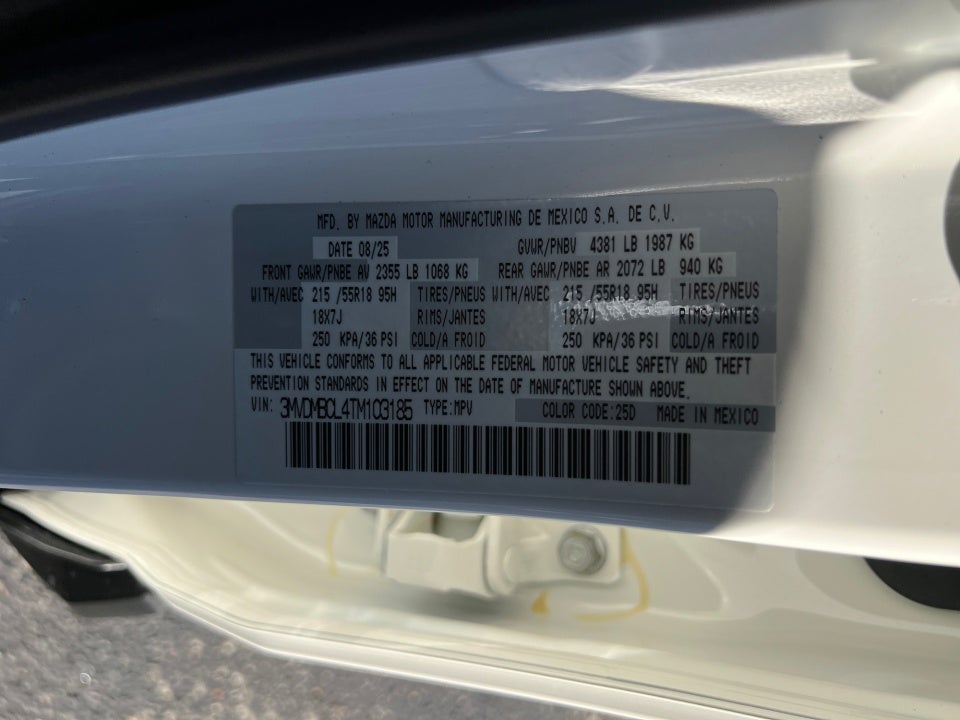 MFD. BY MAZDA MOTOR MANUFACTURING DE MEXICO S.A. DE C.V.
DATE 08/25 GVWR/PNBV 4381 LB 1987 KG
FRONT GAWR/PNBE AV 2355 LB 1068 KG REAR GAWR/PNBE AR 2072 LB 940 KG
WITH/AVEC 215 /55R18 95H TIRES/PNEUS WITH/AVEC 215 /55R18 95H TIRES/PNEUS
18X7J RIMS/JANTES 18X7J RIMS/JANTES
250 KPA/36 PSI COLD/A FROID 250 KPA/36 PSI COLD/A FROID
THIS VEHICLE CONFORMS TO ALL APPLICABLE FEDERAL MOTOR VEHICLE SAFETY AND THEFT
PREVENTION STANDARDS IN EFFECT ON THE DATE OF MANUFACTURE SHOWN ABOVE.
VIN: 3MVDMBCL4TM103185 TYPE:MPV COLOR CODE:25D MADE IN MEXICO